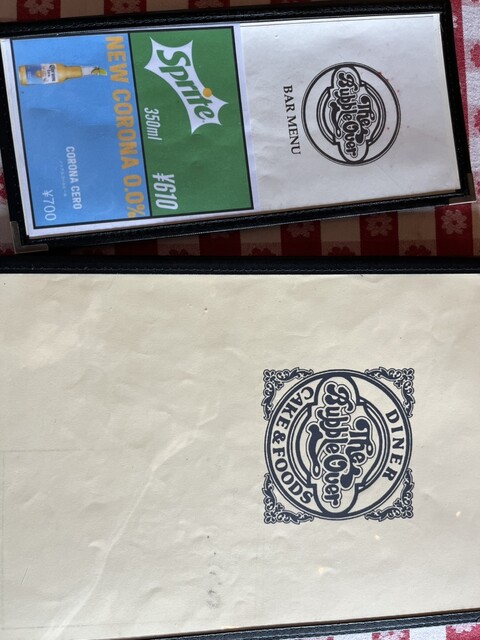 The
Bubble Over
BAR MENU
Sprite
350ml
¥610
NEW CORONA 0.0%
CORONA CERO
¥700
DINER
The
Bubble Over
CAKE & FOODS